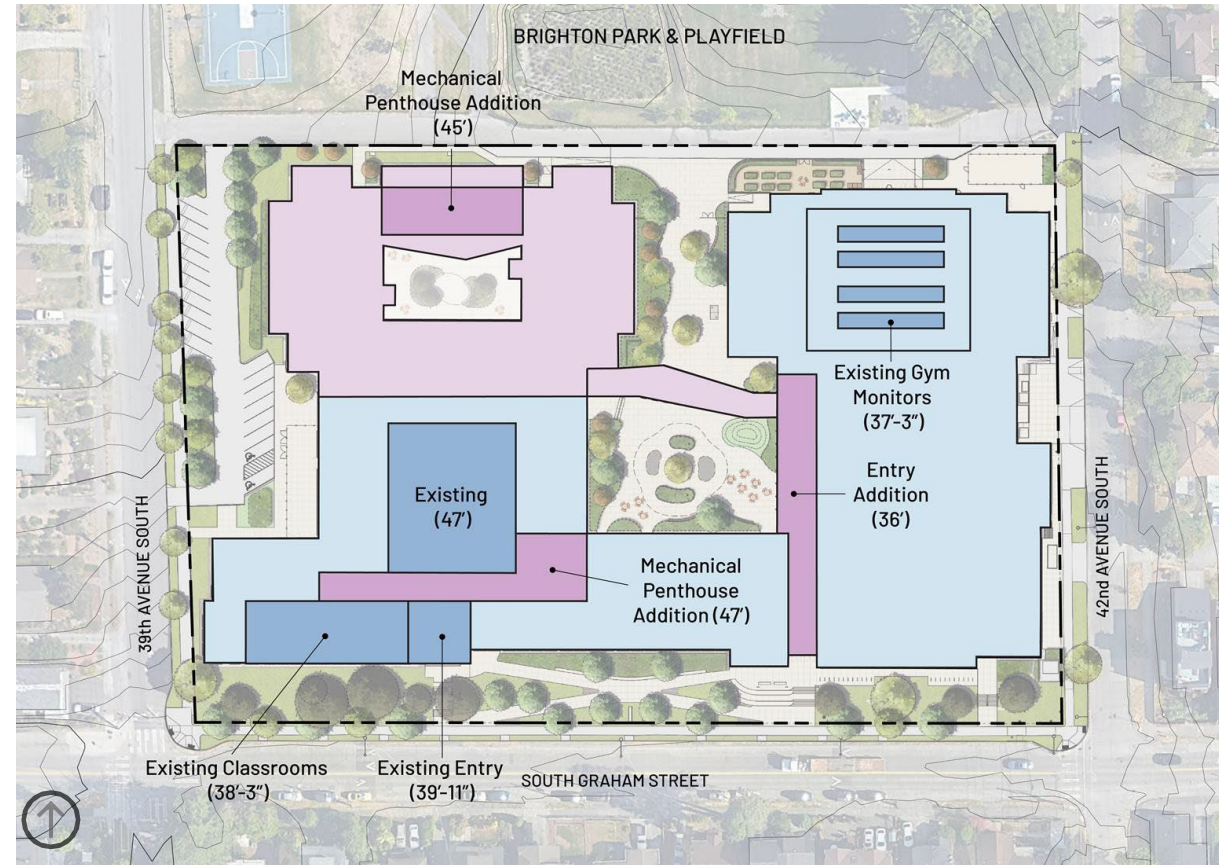 BRIGHTON PARK & PLAYFIELD
Mechanical
Penthouse Addition
(45′)
Existing Gym
Monitors
(37′-3″)
Existing
(47′)
Entry
Addition
(36′)
39th AVENUE SOUTH
42nd AVENUE SOUTH
Mechanical
Penthouse
Addition (47′)
Existing Classrooms
(38′-3″)
Existing Entry
(39′-11″)
SOUTH GRAHAM STREET